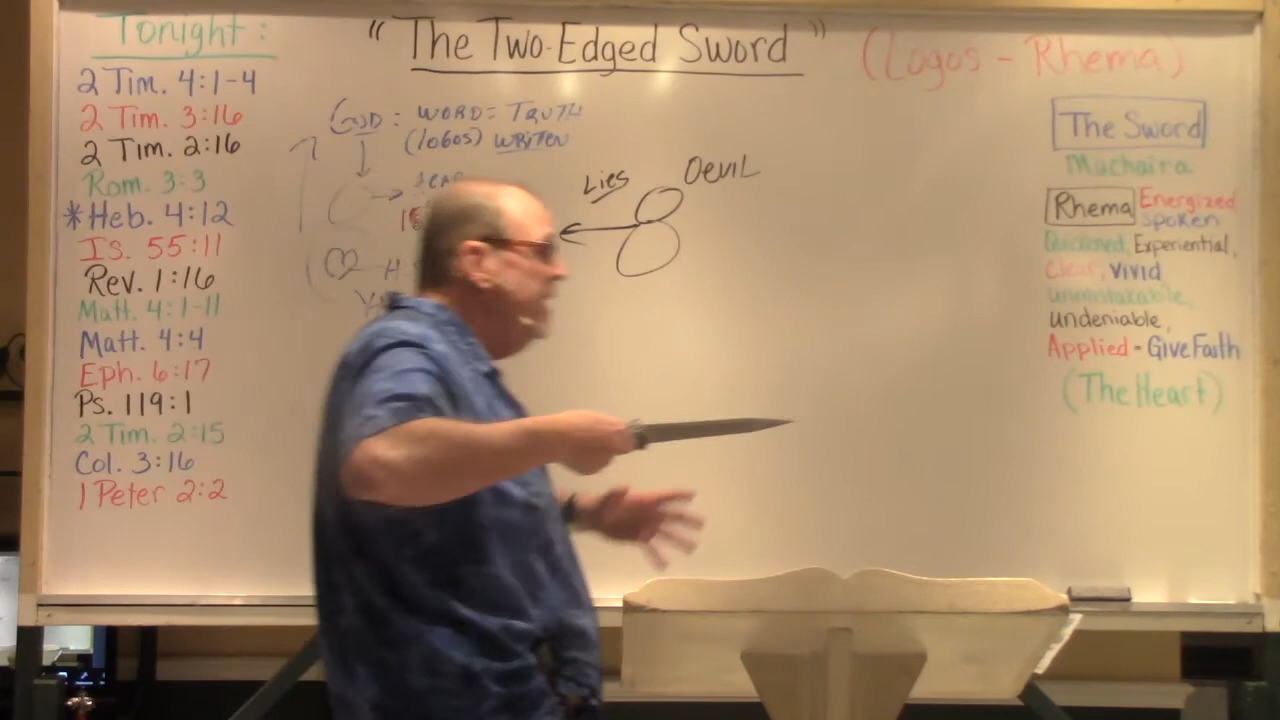 Tonight:
2 Tim. 4:1-4
2 Tim. 3:16
2 Tim. 2:16
Rom. 3:3
*Heb. 4:12
Is. 55:11
Rev. 1:16
Matt. 4:1-11
Matt. 4:4
Eph. 6:17
Ps. 119:1
2 Tim. 2:15
Col. 3:16
1 Peter 2:2
"The Two-Edged Sword"
(Logos - Rhema)
GOD: WORD = TRUTH
(logos) WRITTEN
Lies
Devil
The Sword
Machaira
Rhema Energized
spoken
Quickened, Experiential,
Clear, Vivid
unmistakable,
undeniable,
Applied - Give Faith
(The Heart)